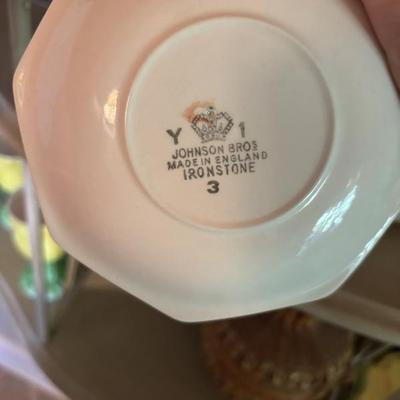 Y 1
JOHNSON BROS
MADE IN ENGLAND
IRONSTONE
3